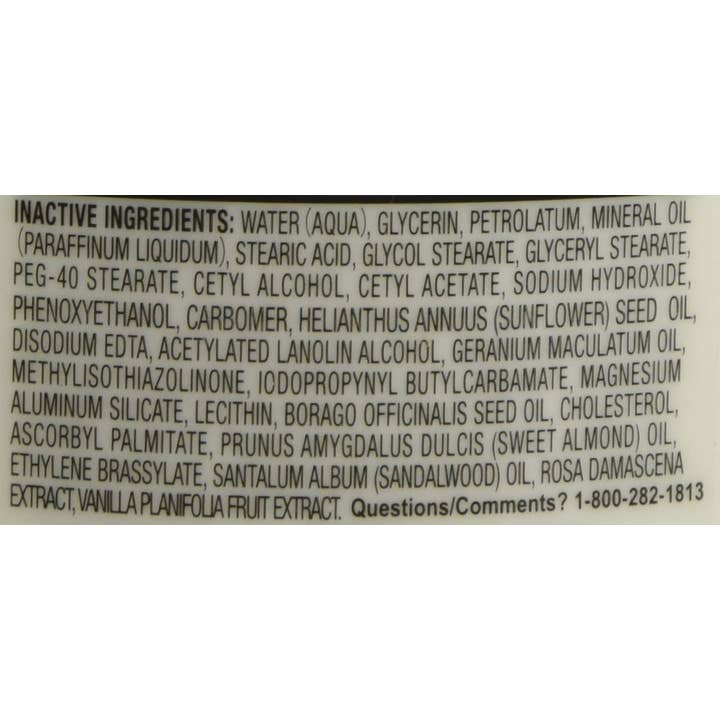 INACTIVE INGREDIENTS: WATER (AQUA), GLYCERIN, PETROLATUM, MINERAL OIL
(PARAFFINUM LIQUIDUM), STEARIC ACID, GLYCOL STEARATE, GLYCERYL STEARATE,
PEG-40 STEARATE, CETYL ALCOHOL, CETYL ACETATE, SODIUM HYDROXIDE,
PHENOXYETHANOL, CARBOMER, HELIANTHUS ANNUUS (SUNFLOWER) SEED OIL,
DISODIUM EDTA, ACETYLATED LANOLIN ALCOHOL, GERANIUM MACULATUM OIL,
METHYLISOTHIAZOLINONE, IODOPROPYNYL BUTYLCARBAMATE, MAGNESIUM
ALUMINUM SILICATE, LECITHIN, BORAGO OFFICINALIS SEED OIL, CHOLESTEROL,
ASCORBYL PALMITATE, PRUNUS AMYGDALUS DULCIS (SWEET ALMOND) OIL,
ETHYLENE BRASSYLATE, SANTALUM ALBUM (SANDALWOOD) OIL, ROSA DAMASCENA
EXTRACT, VANILLA PLANIFOLIA FRUIT EXTRACT. Questions/Comments? 1-800-282-1813